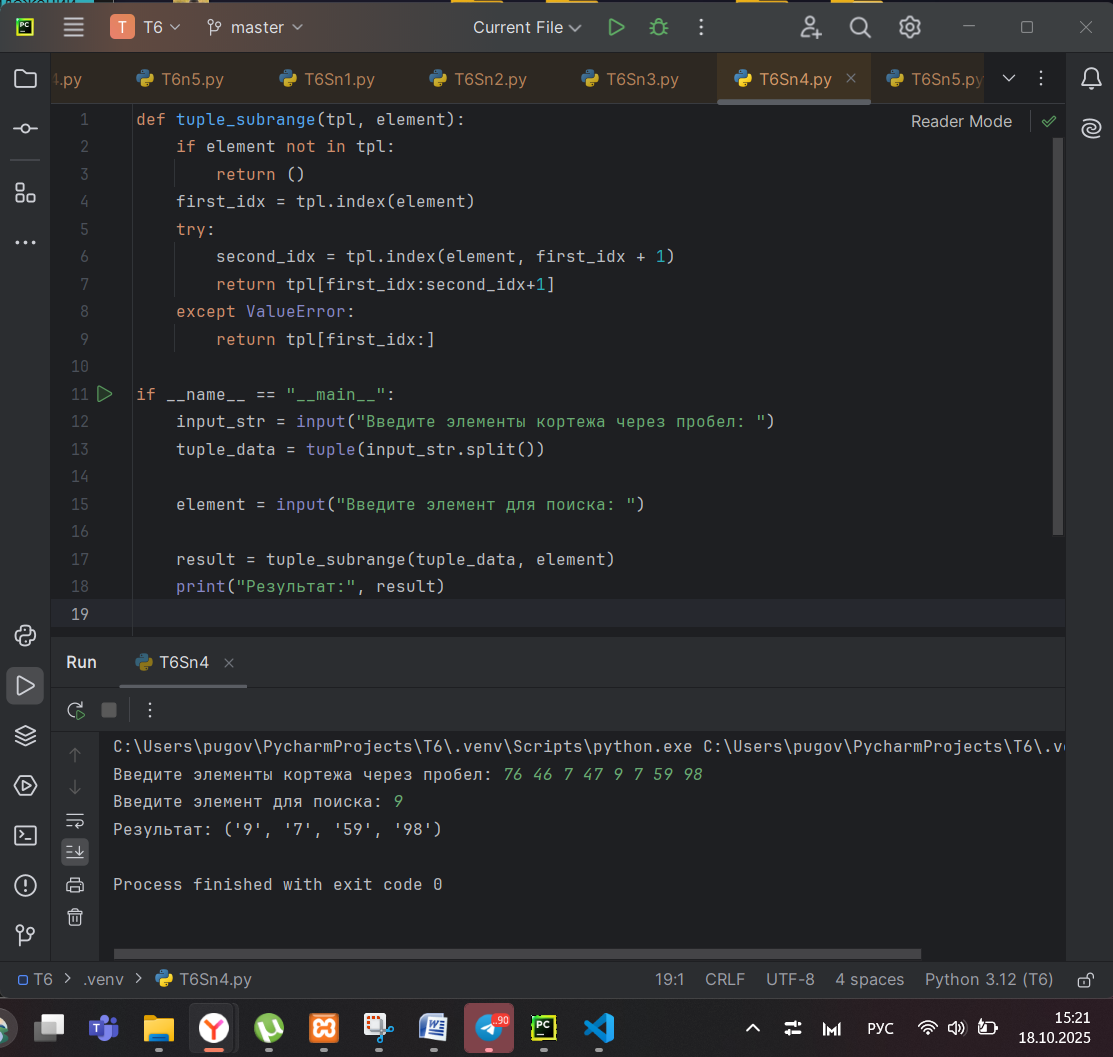 T T6 master Current File
4.py T6n5.py T6Sn1.py T6Sn2.py T6Sn3.py T6Sn4.py T6Sn5.py
Reader Mode
1 def tuple_subrange(tpl, element):
2 if element not in tpl:
3 return ()
4 first_idx = tpl.index(element)
5 try:
6 second_idx = tpl.index(element, first_idx + 1)
7 return tpl[first_idx:second_idx+1]
8 except ValueError:
9 return tpl[first_idx:]
10
11 if __name__ == "__main__":
12 input_str = input("Введите элементы кортежа через пробел: ")
13 tuple_data = tuple(input_str.split())
14
15 element = input("Введите элемент для поиска: ")
16
17 result = tuple_subrange(tuple_data, element)
18 print("Результат:", result)
19
Run T6Sn4
C:\Users\pugov\PycharmProjects\T6\.venv\Scripts\python.exe C:\Users\pugov\PycharmProjects\T6\.v
Введите элементы кортежа через пробел: 76 46 7 47 9 7 59 98
Введите элемент для поиска: 9
Результат: ('9', '7', '59', '98')
Process finished with exit code 0
T6 > .venv > T6Sn4.py 19:1 CRLF UTF-8 4 spaces Python 3.12 (T6)
РУС
15:21
18.10.2025